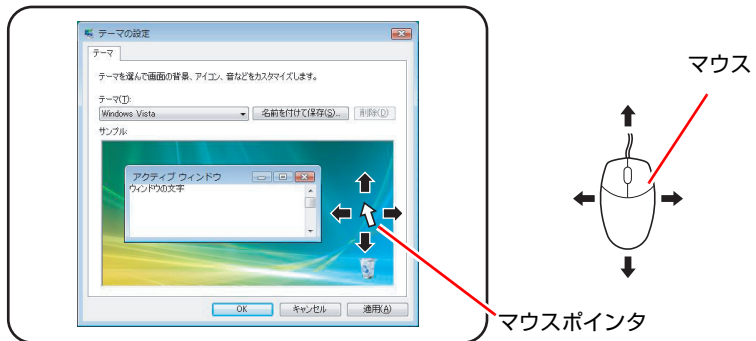 テーマの設定
テーマ
テーマを選んで画面の背景、アイコン、音などをカスタマイズします。
テーマ(T):
Windows Vista
名前を付けて保存(S)...
削除(D)
サンプル:
アクティブ ウィンドウ
ウィンドウの文字
OK
キャンセル
適用(A)
マウス
マウスポインタ